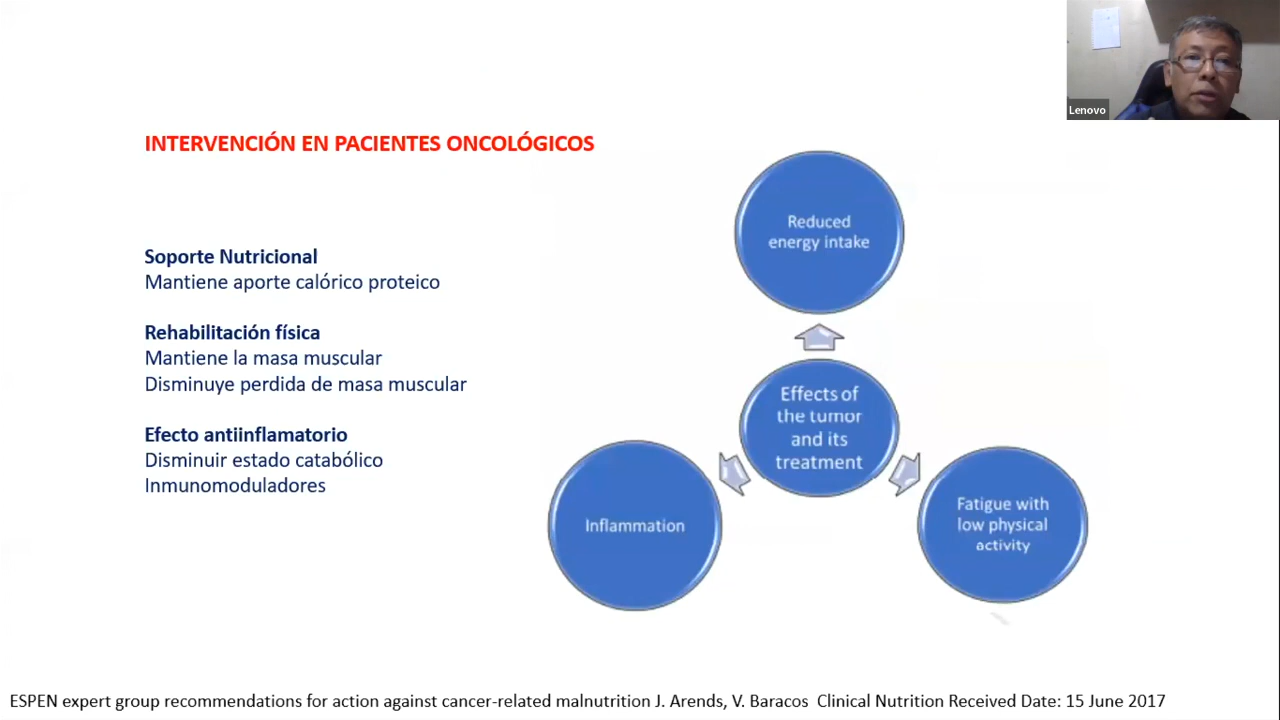 Lenovo
INTERVENCIÓN EN PACIENTES ONCOLÓGICOS
Soporte Nutricional
Mantiene aporte calórico proteico
Rehabilitación física
Mantiene la masa muscular
Disminuye perdida de masa muscular
Efecto antiinflamatorio
Disminuir estado catabólico
Inmunomoduladores
Reduced
energy intake
Effects of
the tumor
and its
treatment
Inflammation
Fatigue with
low physical
activity
ESPEN expert group recommendations for action against cancer-related malnutrition J. Arends, V. Baracos Clinical Nutrition Received Date: 15 June 2017